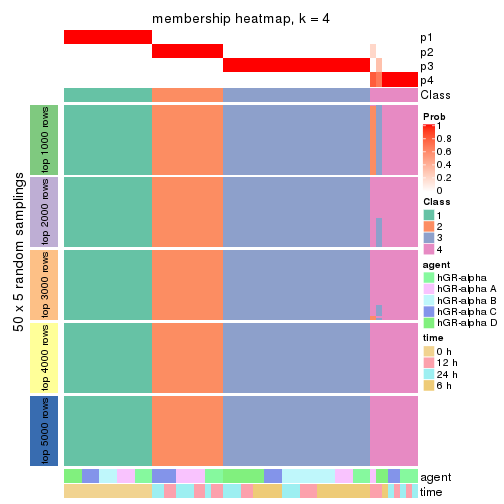 membership heatmap, k = 4
p1
p2
p3
p4
Class
50 x 5 random samplings
top 1000 rows
top 2000 rows
top 3000 rows
top 4000 rows
top 5000 rows
agent
time
Prob
1
0.8
0.6
0.4
0.2
0
Class
1
2
3
4
agent
hGR-alpha
hGR-alpha A
hGR-alpha B
hGR-alpha C
hGR-alpha D
time
0 h
12 h
24 h
6 h